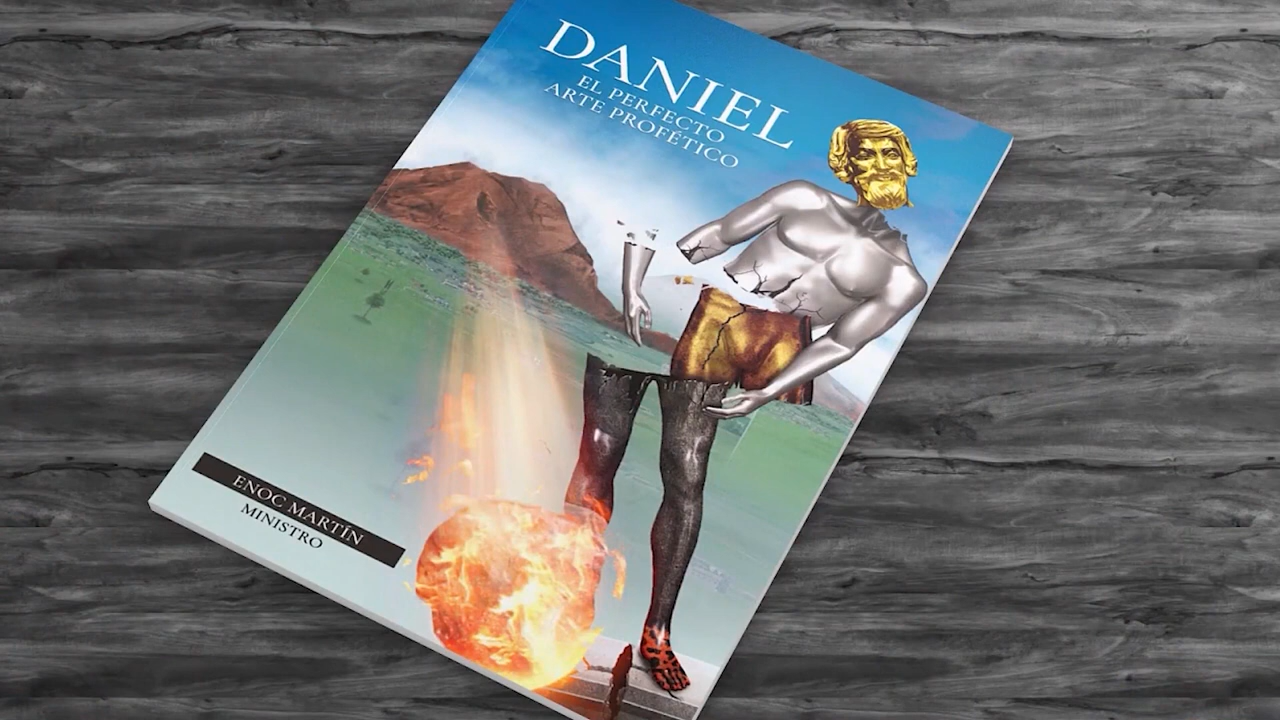 DANIEL
EL PERFECTO
ARTE PROFÉTICO
ENOC MARTÍN
MINISTRO